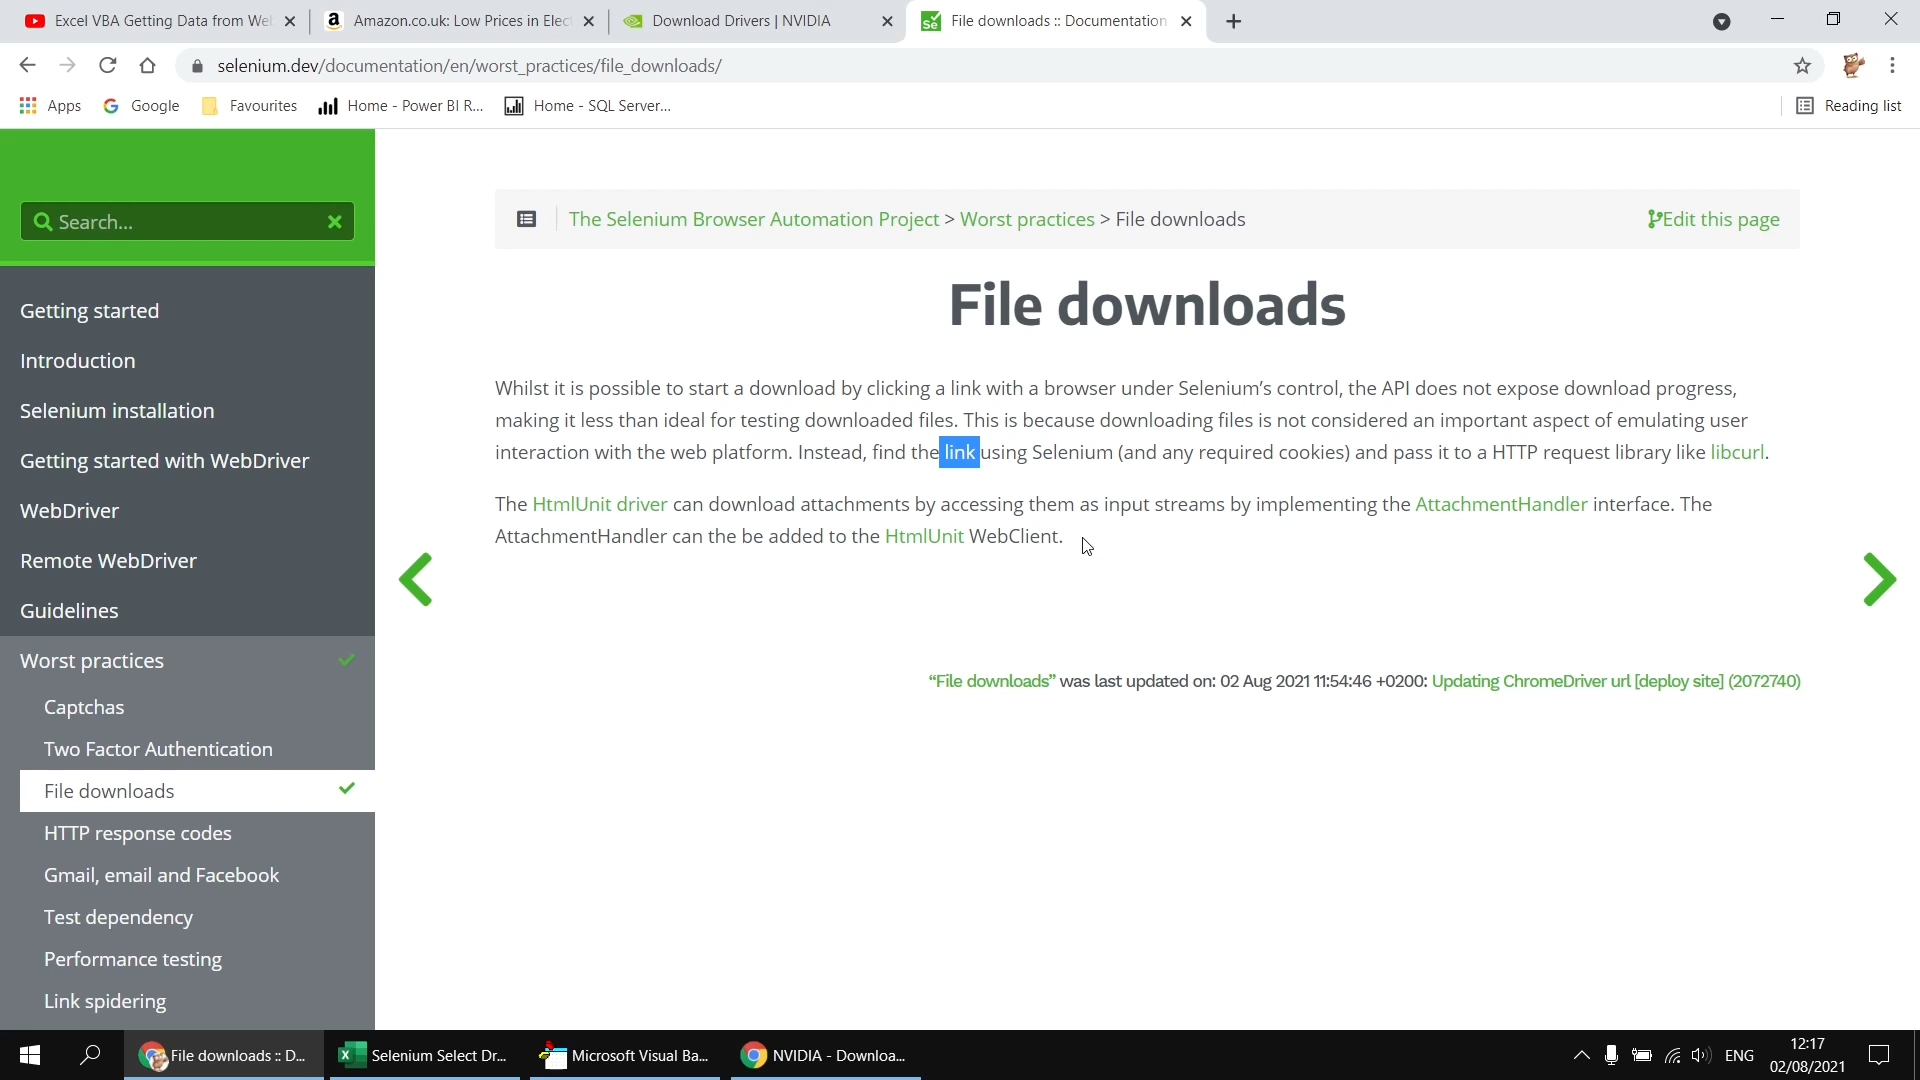 Excel VBA Getting Data from We
Amazon.co.uk: Low Prices in Elec
Download Drivers | NVIDIA
File downloads :: Documentation
selenium.dev/documentation/en/worst_practices/file_downloads/
Apps
Google
Favourites
Home - Power BI R...
Home - SQL Server...
Reading list
Search...
Getting started
Introduction
Selenium installation
Getting started with WebDriver
WebDriver
Remote WebDriver
Guidelines
Worst practices
Captchas
Two Factor Authentication
File downloads
HTTP response codes
Gmail, email and Facebook
Test dependency
Performance testing
Link spidering
The Selenium Browser Automation Project > Worst practices > File downloads
Edit this page
File downloads
Whilst it is possible to start a download by clicking a link with a browser under Selenium's control, the API does not expose download progress,
making it less than ideal for testing downloaded files. This is because downloading files is not considered an important aspect of emulating user
interaction with the web platform. Instead, find the link using Selenium (and any required cookies) and pass it to a HTTP request library like libcurl.
The HtmlUnit driver can download attachments by accessing them as input streams by implementing the AttachmentHandler interface. The
AttachmentHandler can the be added to the HtmlUnit WebClient.
“File downloads” was last updated on: 02 Aug 2021 11:54:46 +0200: Updating ChromeDriver url [deploy site] (2072740)
File downloads :: D...
Selenium Select Dr...
Microsoft Visual Ba...
NVIDIA - Downloa...
ENG
12:17
02/08/2021